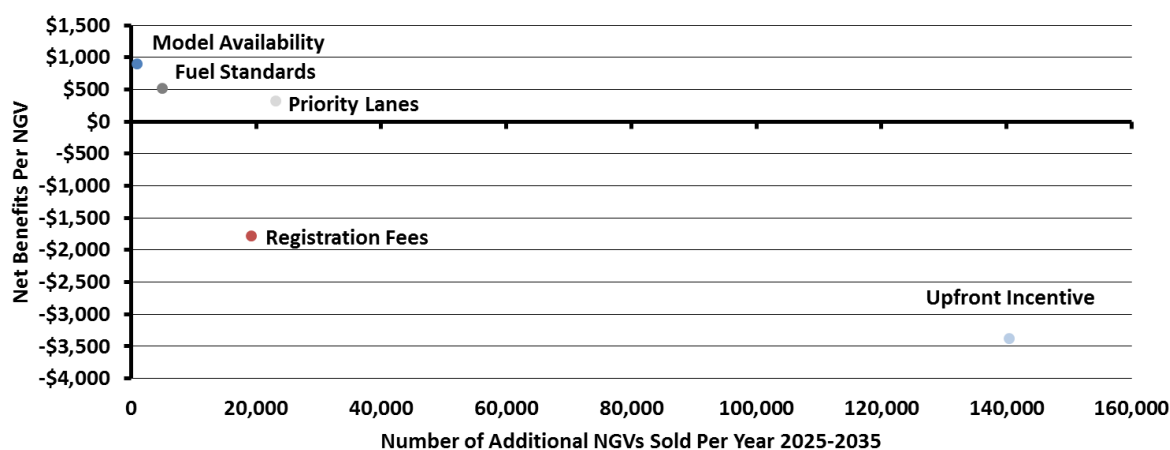 $1,500
$1,000
$500
$0
-$500
-$1,000
-$1,500
-$2,000
-$2,500
-$3,000
-$3,500
-$4,000
Net Benefits Per NGV
Model Availability
Fuel Standards
Priority Lanes
Registration Fees
Upfront Incentive
0 20,000 40,000 60,000 80,000 100,000 120,000 140,000 160,000
Number of Additional NGVs Sold Per Year 2025-2035